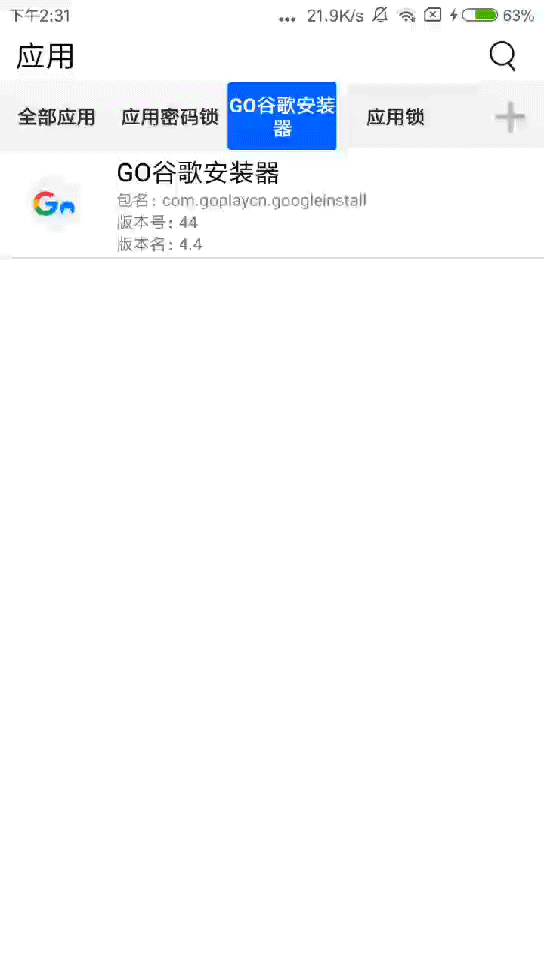 下午2:31
... 21.9K/s 63%
应用
全部应用
应用密码锁
GO谷歌安装
器
应用锁
GO谷歌安装器
包名：com.goplaycn.googleinstall
版本号：44
版本名：4.4